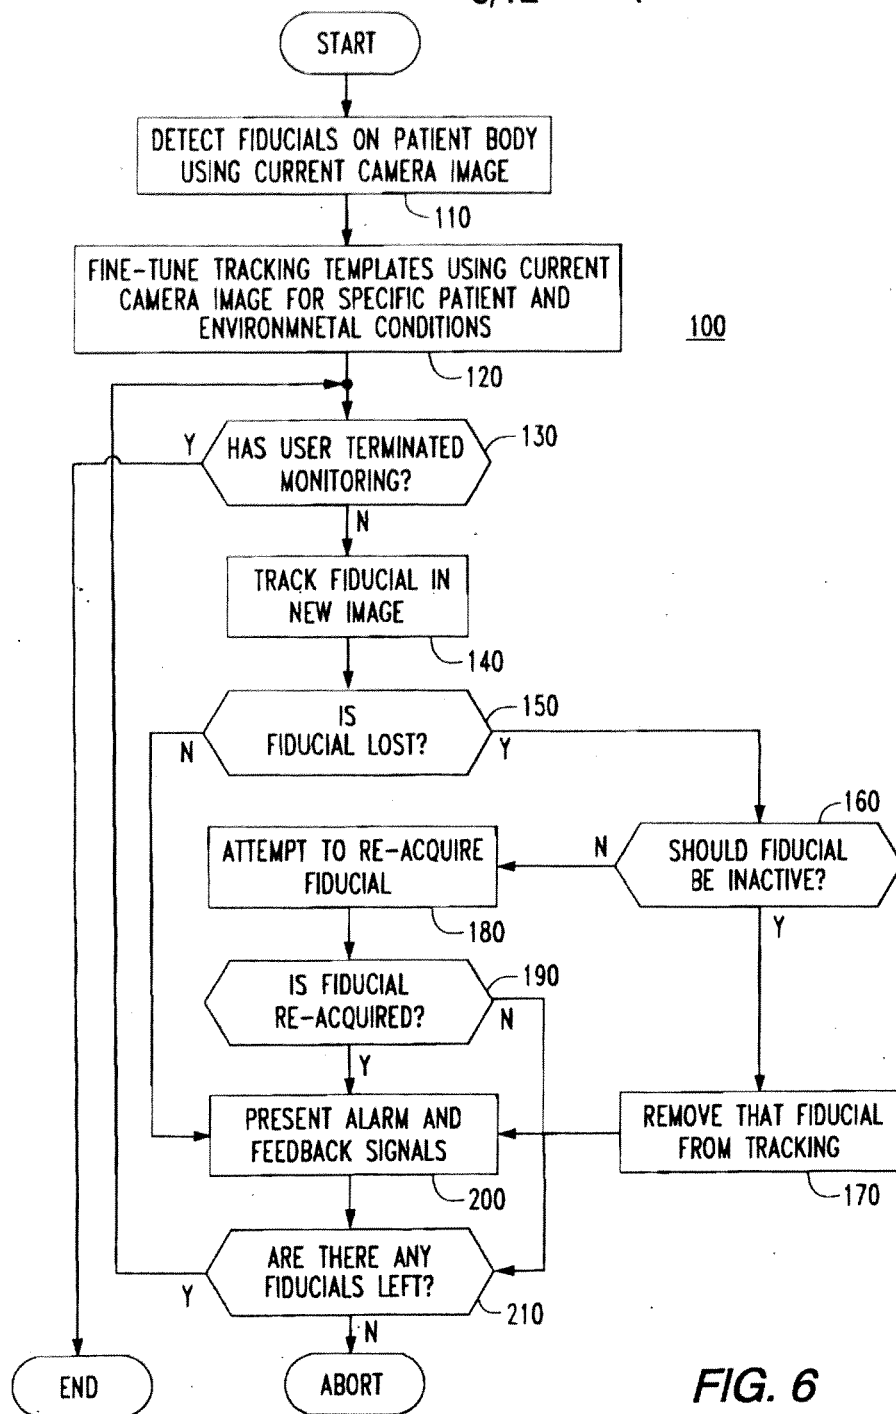 START
DETECT FIDUCIALS ON PATIENT BODY
USING CURRENT CAMERA IMAGE
110
FINE-TUNE TRACKING TEMPLATES USING CURRENT
CAMERA IMAGE FOR SPECIFIC PATIENT AND
ENVIRONMNETAL CONDITIONS
100
120
HAS USER TERMINATED
MONITORING?
130
Y
N
TRACK FIDUCIAL IN
NEW IMAGE
140
IS
FIDUCIAL LOST?
150
N
Y
160
SHOULD FIDUCIAL
BE INACTIVE?
N
Y
ATTEMPT TO RE-ACQUIRE
FIDUCIAL
180
IS FIDUCIAL
RE-ACQUIRED?
190
N
Y
PRESENT ALARM AND
FEEDBACK SIGNALS
200
REMOVE THAT FIDUCIAL
FROM TRACKING
170
ARE THERE ANY
FIDUCIALS LEFT?
210
Y
N
END
ABORT
FIG. 6